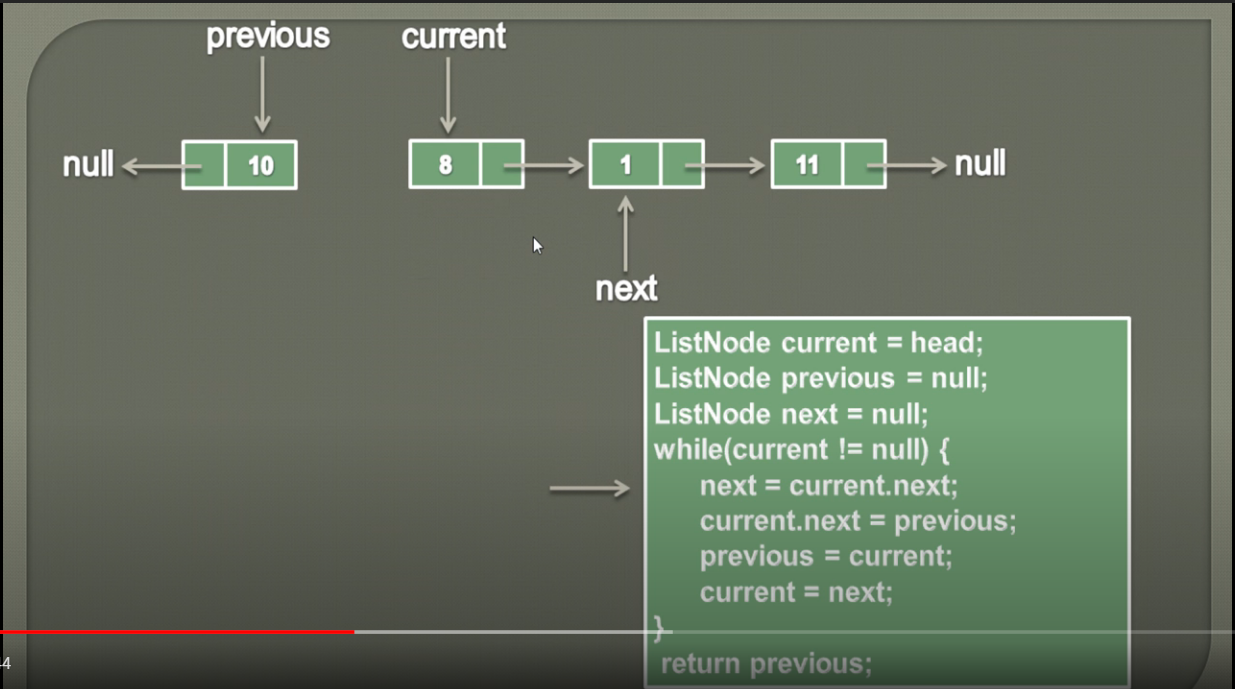 previous current
null 10 8 1 11 null
next
ListNode current = head;
ListNode previous = null;
ListNode next = null;
while(current != null) {
next = current.next;
current.next = previous;
previous = current;
current = next;
}
return previous;